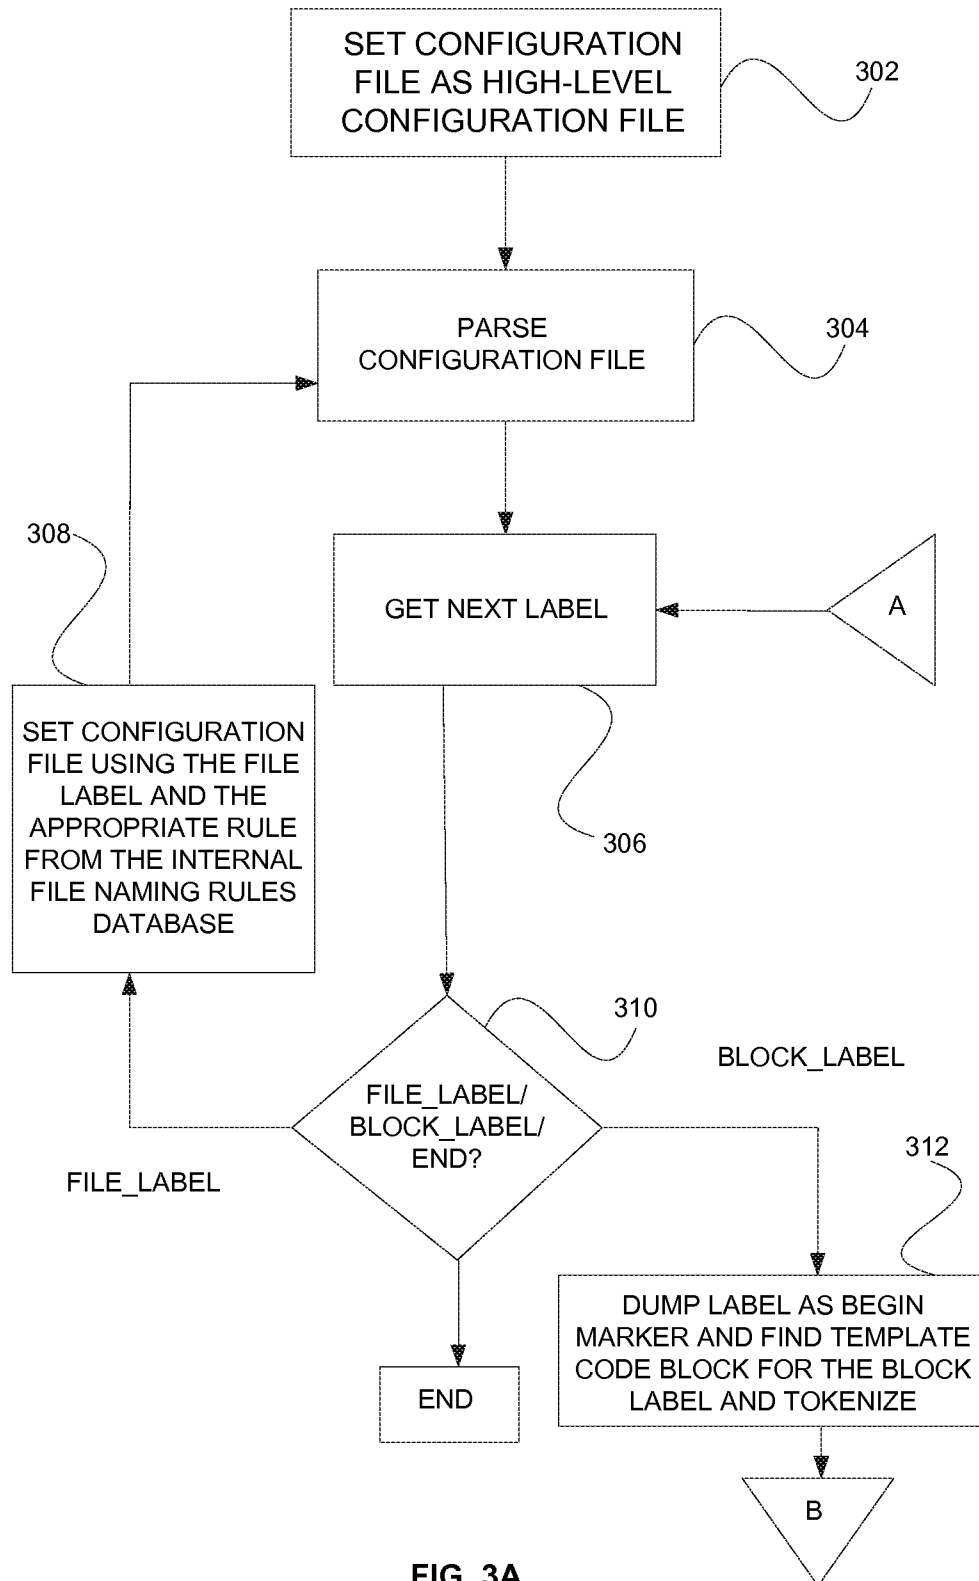 SET CONFIGURATION
FILE AS HIGH-LEVEL
CONFIGURATION FILE
302
PARSE
CONFIGURATION FILE
304
308
GET NEXT LABEL
A
SET CONFIGURATION
FILE USING THE FILE
LABEL AND THE
APPROPRIATE RULE
FROM THE INTERNAL
FILE NAMING RULES
DATABASE
306
310
BLOCK_LABEL
FILE_LABEL/
BLOCK_LABEL/
END?
312
FILE_LABEL
DUMP LABEL AS BEGIN
MARKER AND FIND TEMPLATE
CODE BLOCK FOR THE BLOCK
LABEL AND TOKENIZE
END
B
FIG. 3A